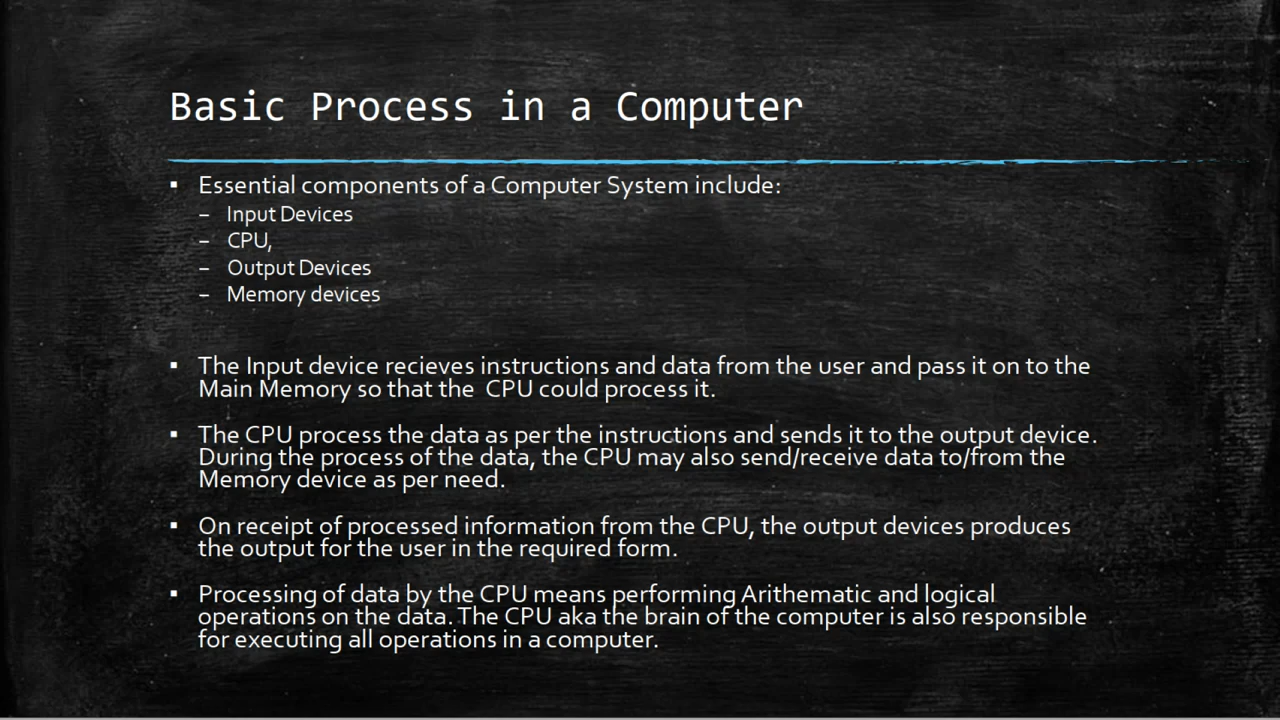 Basic Process in a Computer
▪ Essential components of a Computer System include:
– Input Devices
– CPU,
– Output Devices
– Memory devices
▪ The Input device recieves instructions and data from the user and pass it on to the
Main Memory so that the  CPU could process it.
▪ The CPU process the data as per the instructions and sends it to the output device.
During the process of the data, the CPU may also send/receive data to/from the
Memory device as per need.
▪ On receipt of processed information from the CPU, the output devices produces
the output for the user in the required form.
▪ Processing of data by the CPU means performing Arithematic and logical
operations on the data. The CPU aka the brain of the computer is also responsible
for executing all operations in a computer.